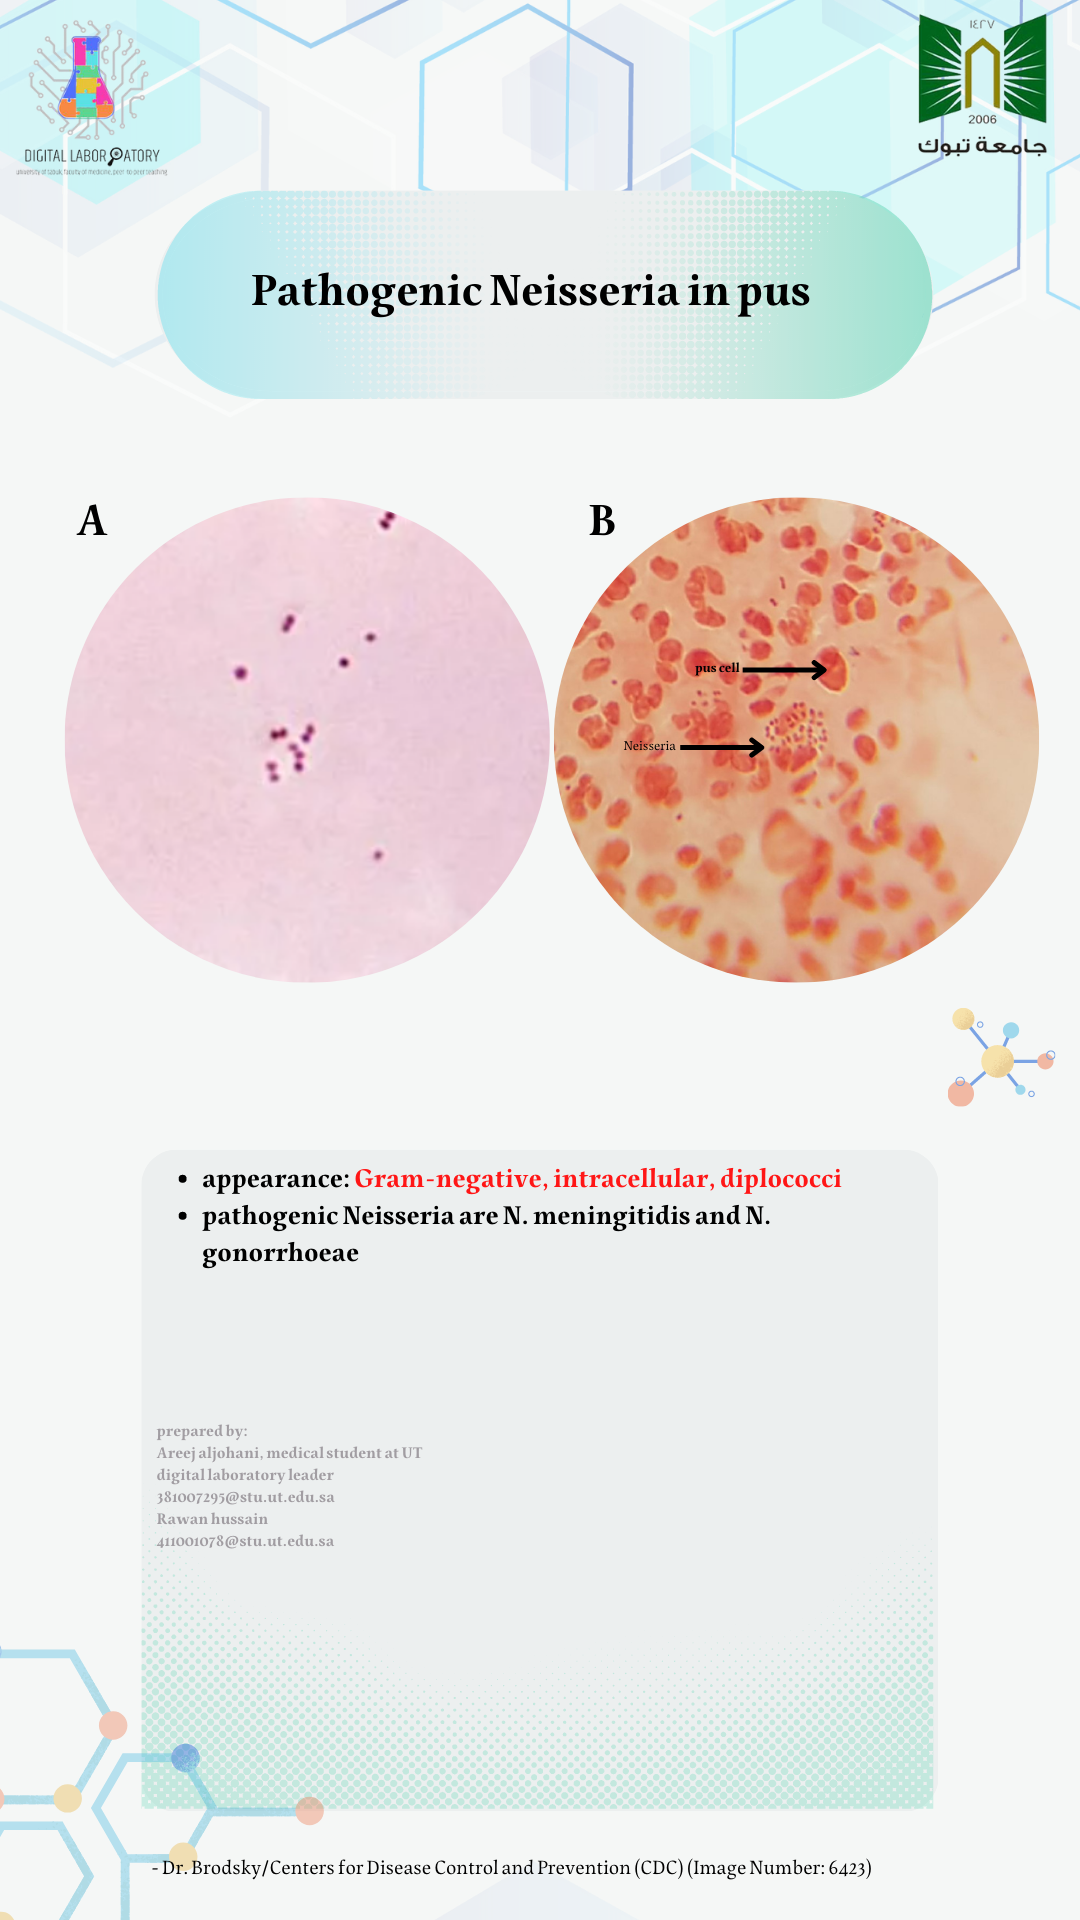 DIGITAL LABORATORY
university of tabuk, faculty of medicine, peer-to-peer teaching
١٤٢٧
2006
جامعة تبوك
Pathogenic Neisseria in pus
A
B
pus cell
Neisseria
• appearance: Gram-negative, intracellular, diplococci
• pathogenic Neisseria are N. meningitidis and N.
gonorrhoeae
prepared by:
Areej aljohani, medical student at UT
digital laboratory leader
381007295@stu.ut.edu.sa
Rawan hussain
411001078@stu.ut.edu.sa
- Dr. Brodsky/Centers for Disease Control and Prevention (CDC) (Image Number: 6423)